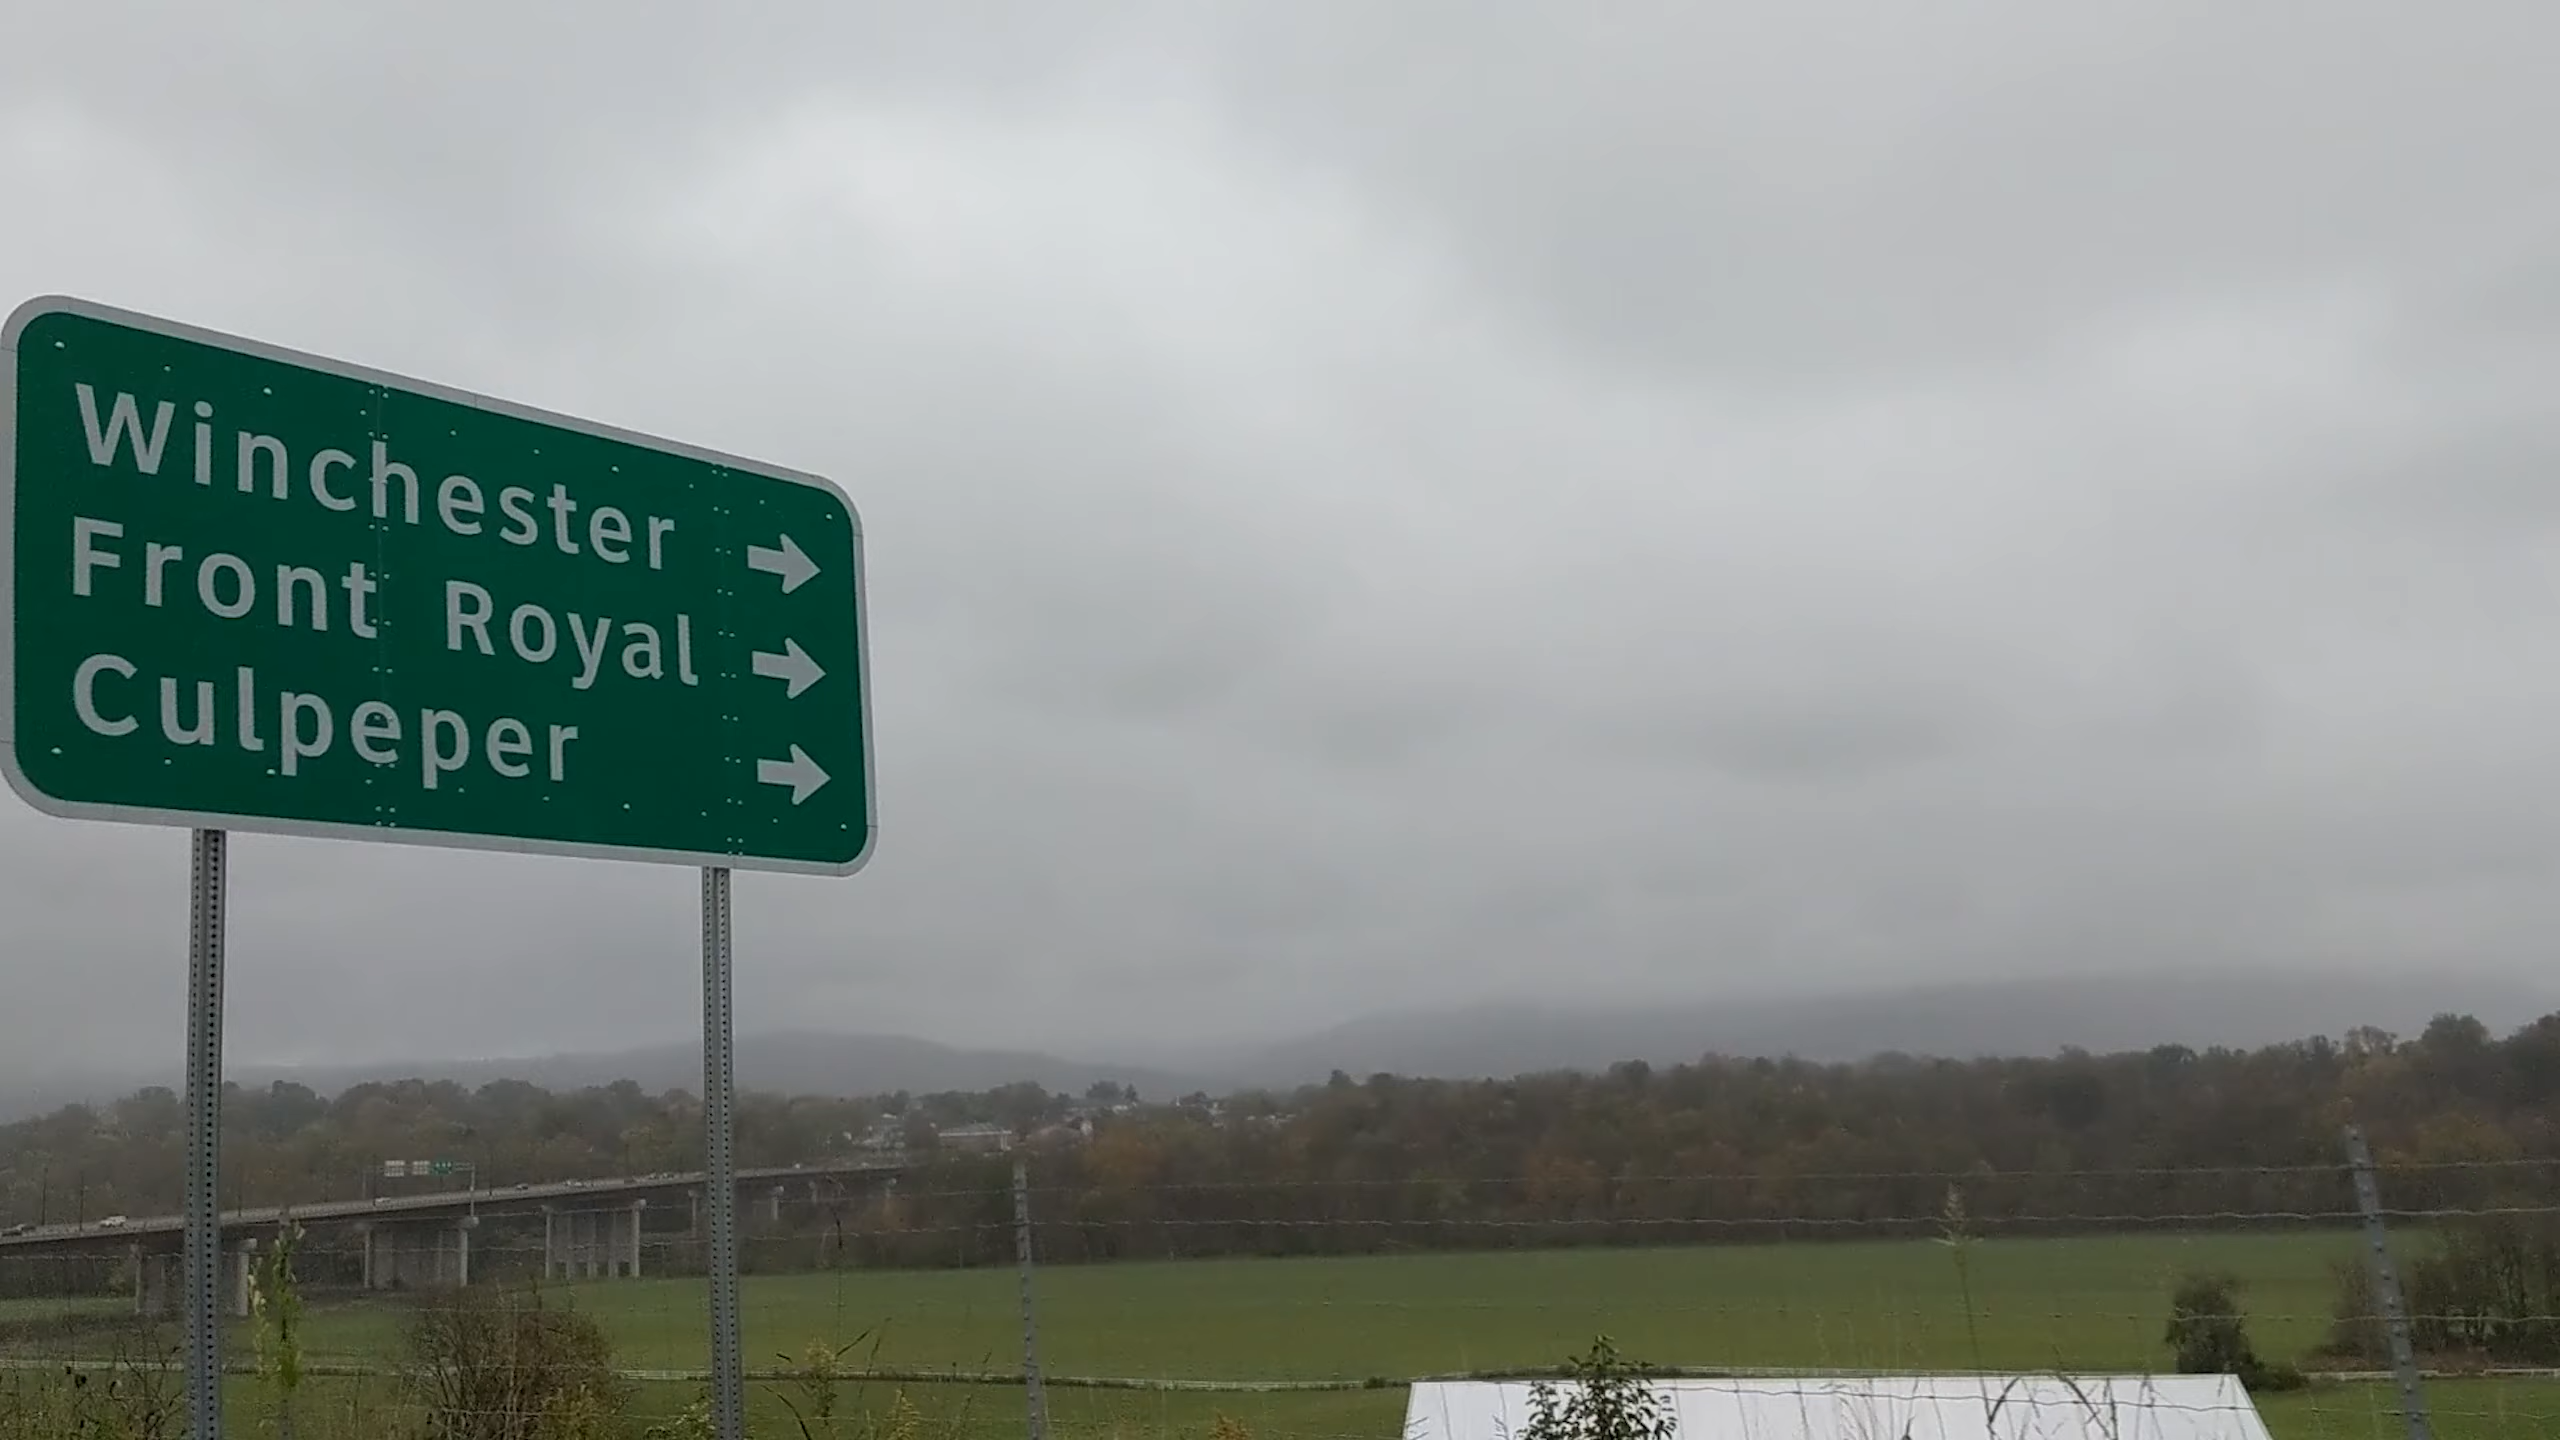 Winchester →
Front Royal →
Culpeper →